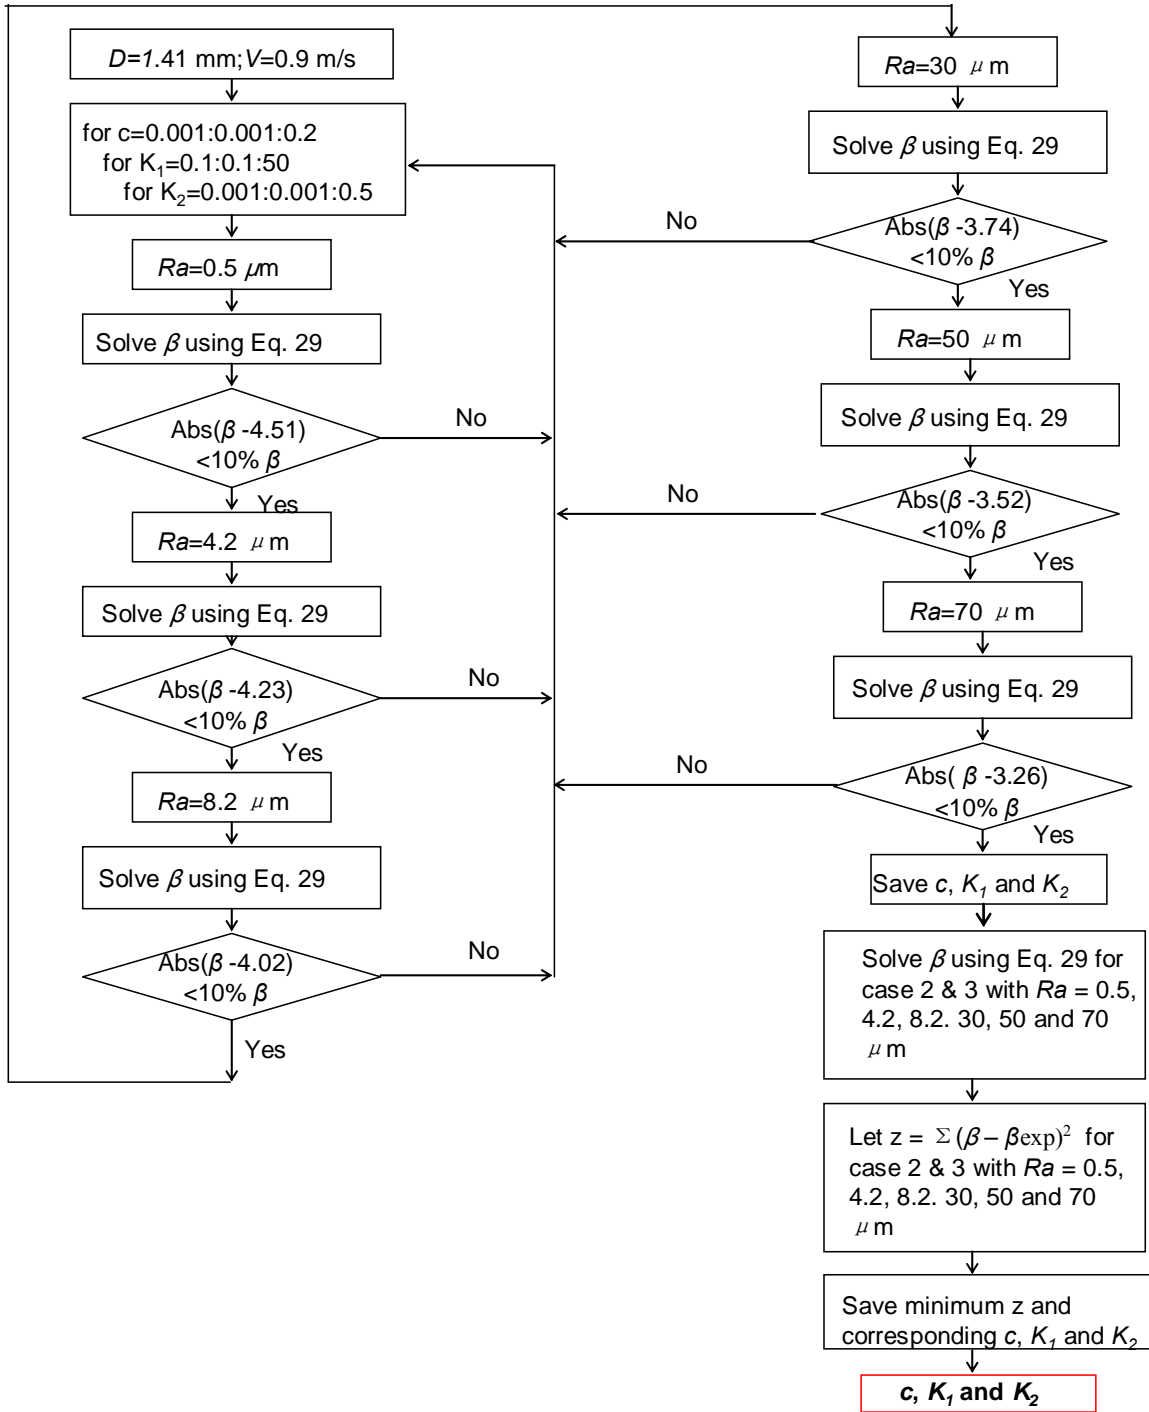 D=1.41 mm;V=0.9 m/s
for c=0.001:0.001:0.2
for K₁=0.1:0.1:50
for K₂=0.001:0.001:0.5
Ra=0.5 μm
Solve β using Eq. 29
Abs(β -4.51)
<10% β
No
Yes
Ra=4.2 μm
Solve β using Eq. 29
Abs(β -4.23)
<10% β
No
Yes
Ra=8.2 μm
Solve β using Eq. 29
Abs(β -4.02)
<10% β
No
Yes
Ra=30 μm
Solve β using Eq. 29
Abs(β -3.74)
<10% β
No
Yes
Ra=50 μm
Solve β using Eq. 29
Abs(β -3.52)
<10% β
No
Yes
Ra=70 μm
Solve β using Eq. 29
Abs( β -3.26)
<10% β
No
Yes
Save c, K₁ and K₂
Solve β using Eq. 29 for
case 2 & 3 with Ra = 0.5,
4.2, 8.2. 30, 50 and 70
μm
Let z = Σ(β – βexp)² for
case 2 & 3 with Ra = 0.5,
4.2, 8.2. 30, 50 and 70
μm
Save minimum z and
corresponding c, K₁ and K₂
c, K₁ and K₂